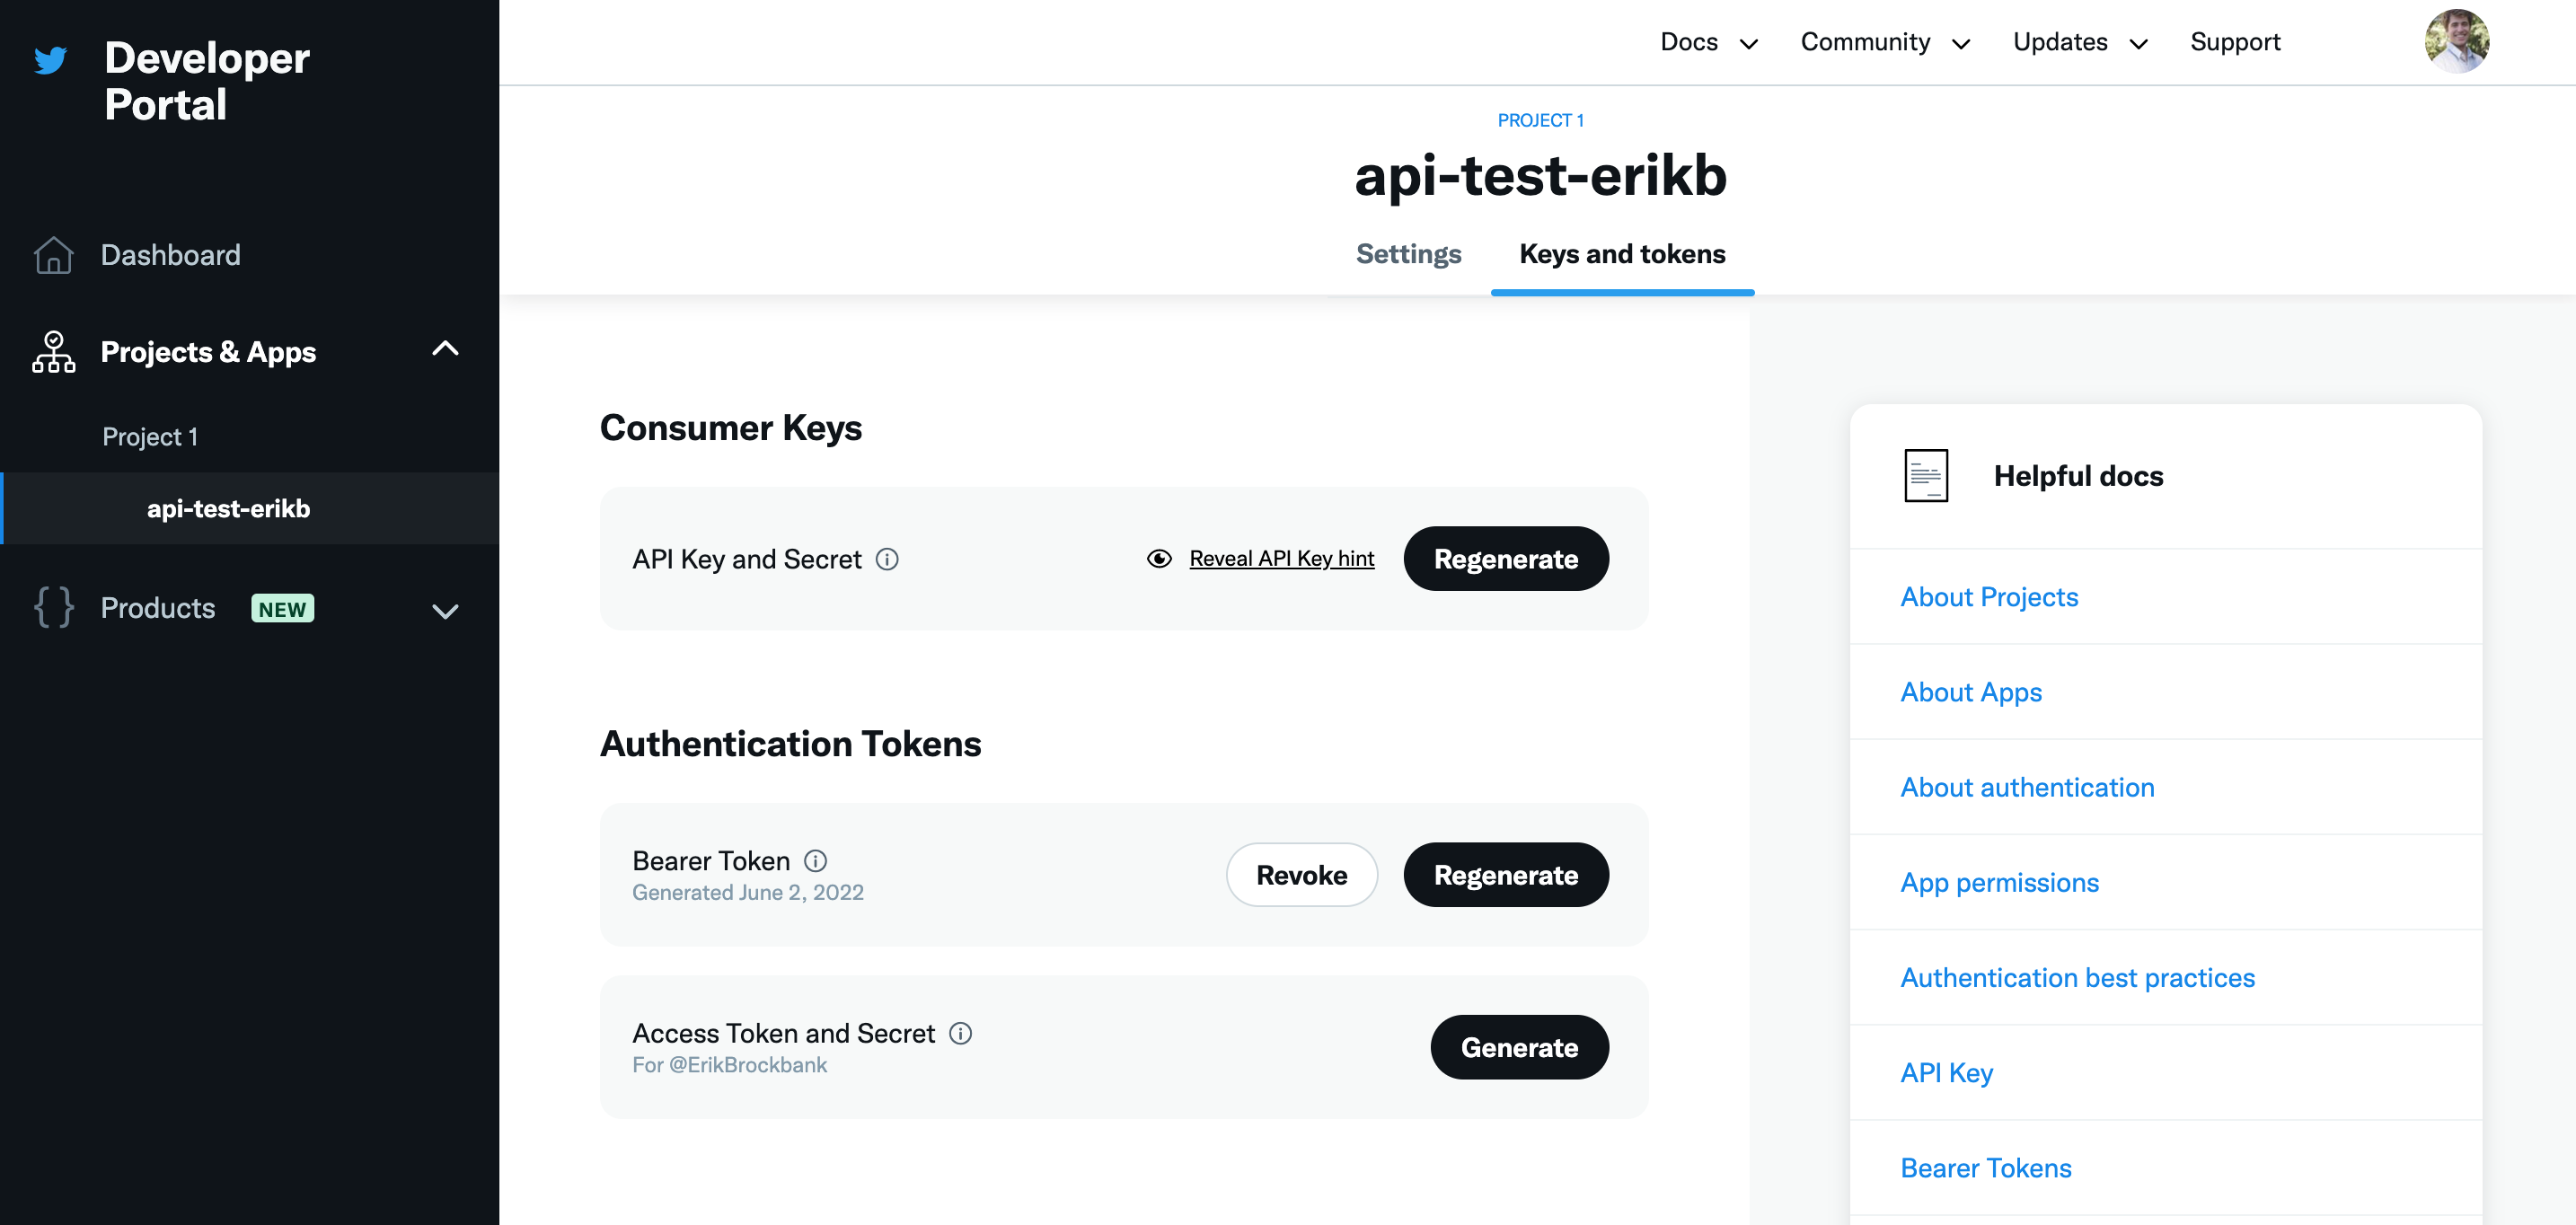 Developer
Portal
Docs
Community
Updates
Support
PROJECT 1
api-test-erikb
Settings
Keys and tokens
Dashboard
Projects & Apps
Project 1
api-test-erikb
Products NEW
Consumer Keys
API Key and Secret
Reveal API Key hint
Regenerate
Authentication Tokens
Bearer Token
Generated June 2, 2022
Revoke
Regenerate
Access Token and Secret
For @ErikBrockbank
Generate
Helpful docs
About Projects
About Apps
About authentication
App permissions
Authentication best practices
API Key
Bearer Tokens